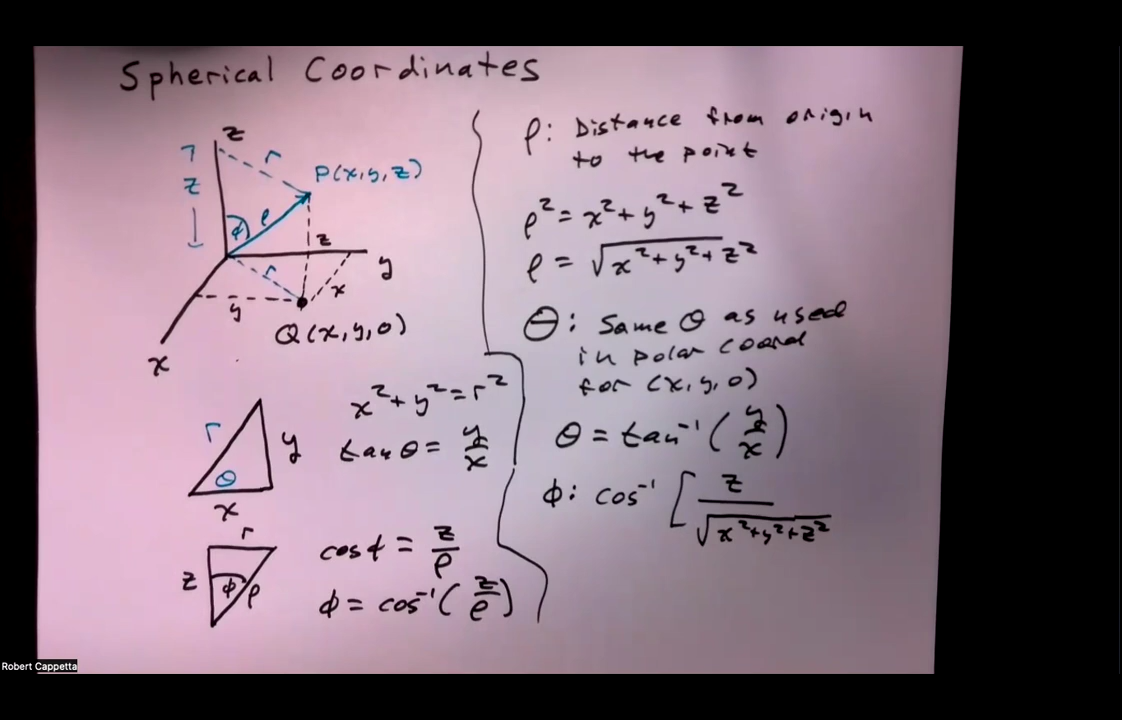 Spherical Coordinates
z
r
z
P(x,y,z)
ϕ ρ
z
y
r
x
y
Q(x,y,0)
x
x²+y²=r²
r
y
θ
x
tan θ = y/x
r
z
ϕ ρ
cos ϕ = z/ρ
ϕ = cos⁻¹(z/ρ)
ρ: Distance from origin
to the point
ρ² = x²+y²+z²
ρ = √x²+y²+z²
θ: Same θ as used
in polar coord
for (x,y,0)
θ = tan⁻¹(y/x)
ϕ: cos⁻¹[z/√x²+y²+z²
Robert Cappetta